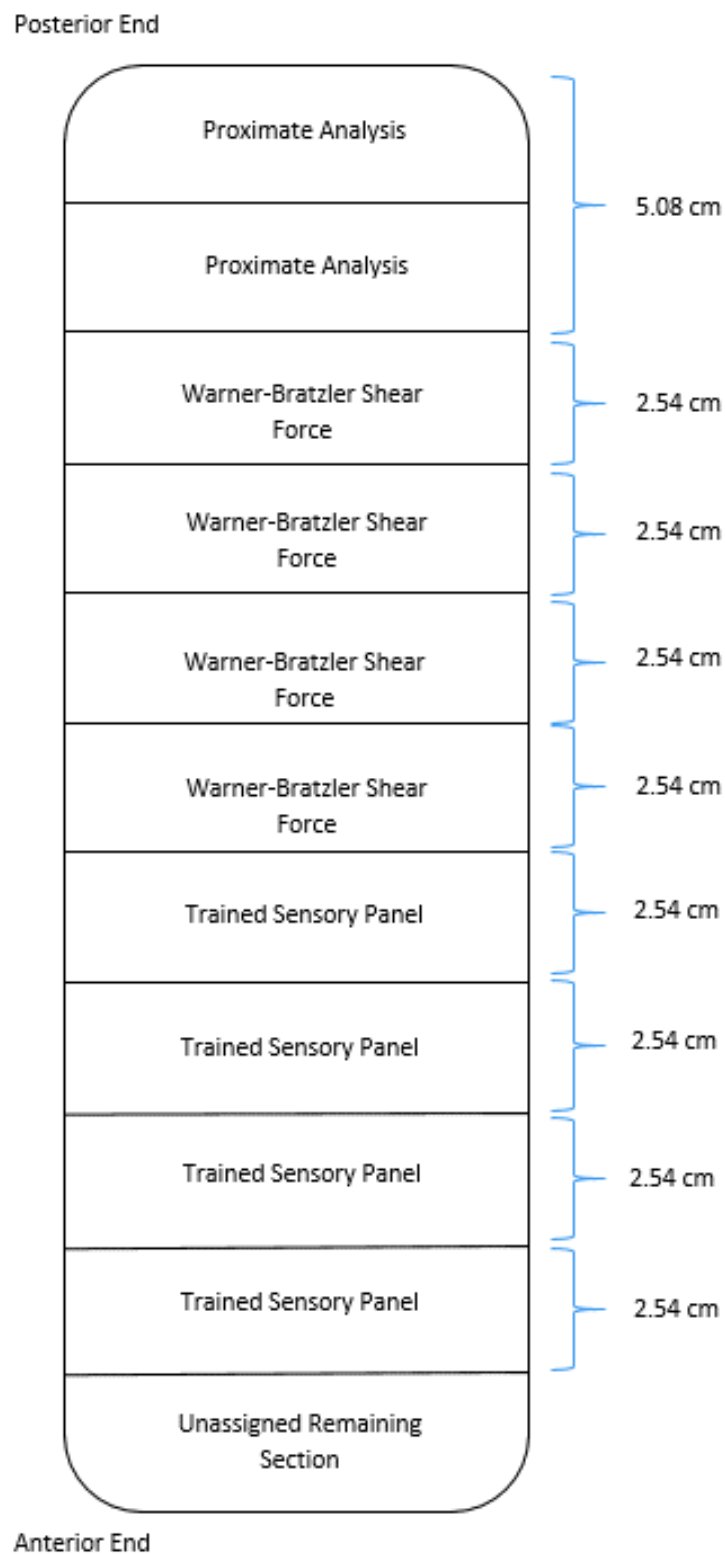 Posterior End
Proximate Analysis
5.08 cm
Proximate Analysis
Warner-Bratzler Shear
Force
2.54 cm
Warner-Bratzler Shear
Force
2.54 cm
Warner-Bratzler Shear
Force
2.54 cm
Warner-Bratzler Shear
Force
2.54 cm
Trained Sensory Panel
2.54 cm
Trained Sensory Panel
2.54 cm
Trained Sensory Panel
2.54 cm
Trained Sensory Panel
2.54 cm
Unassigned Remaining
Section
Anterior End